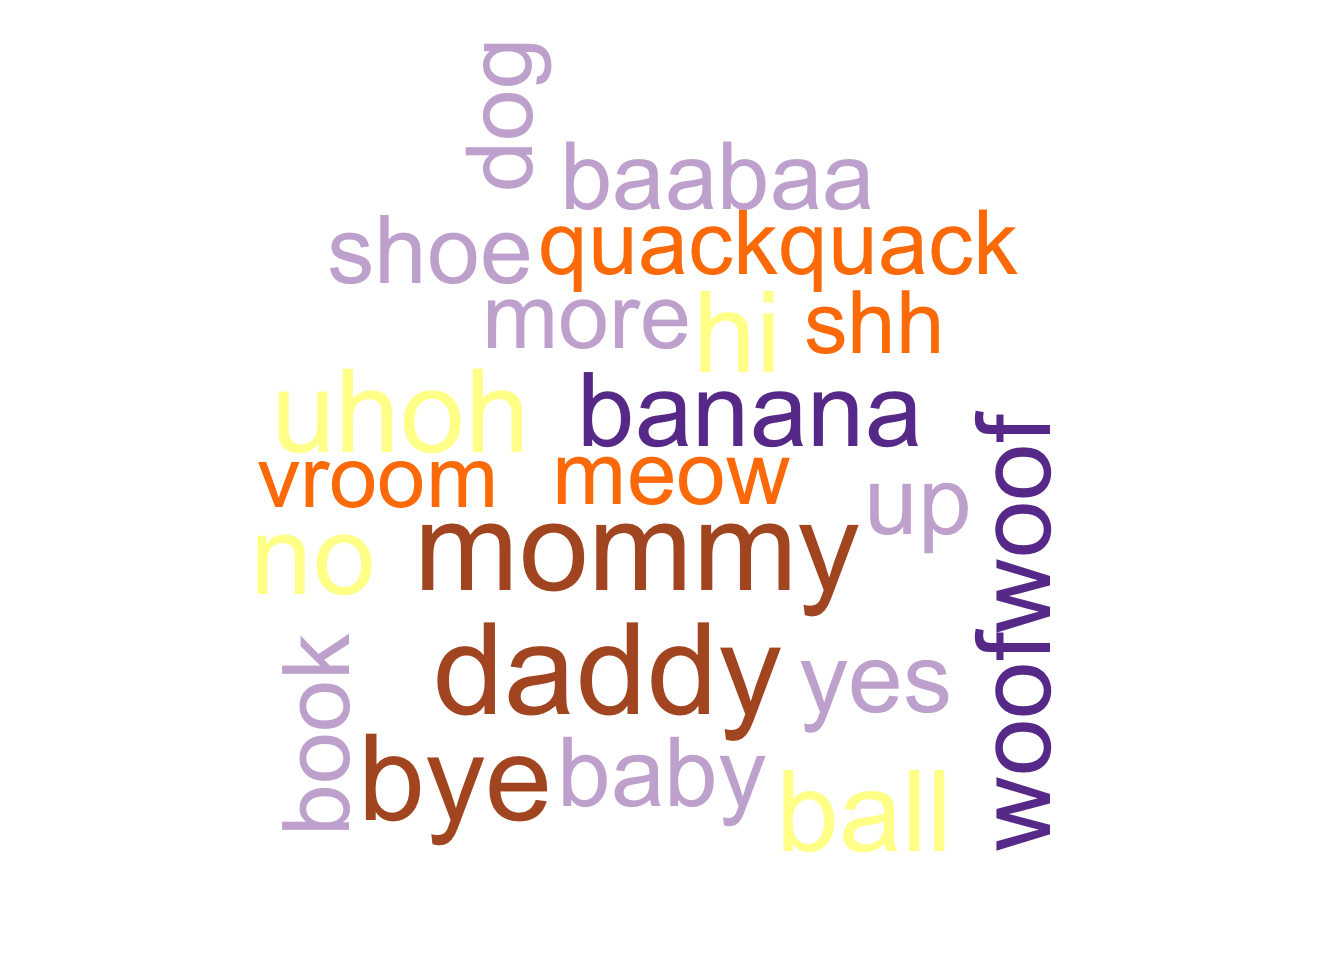 dog
baabaa
shoe
quackquack
more
hi
shh
uhoh
banana
vroom
meow
up
woofwoof
no
mommy
daddy
yes
book
bye
baby
ball